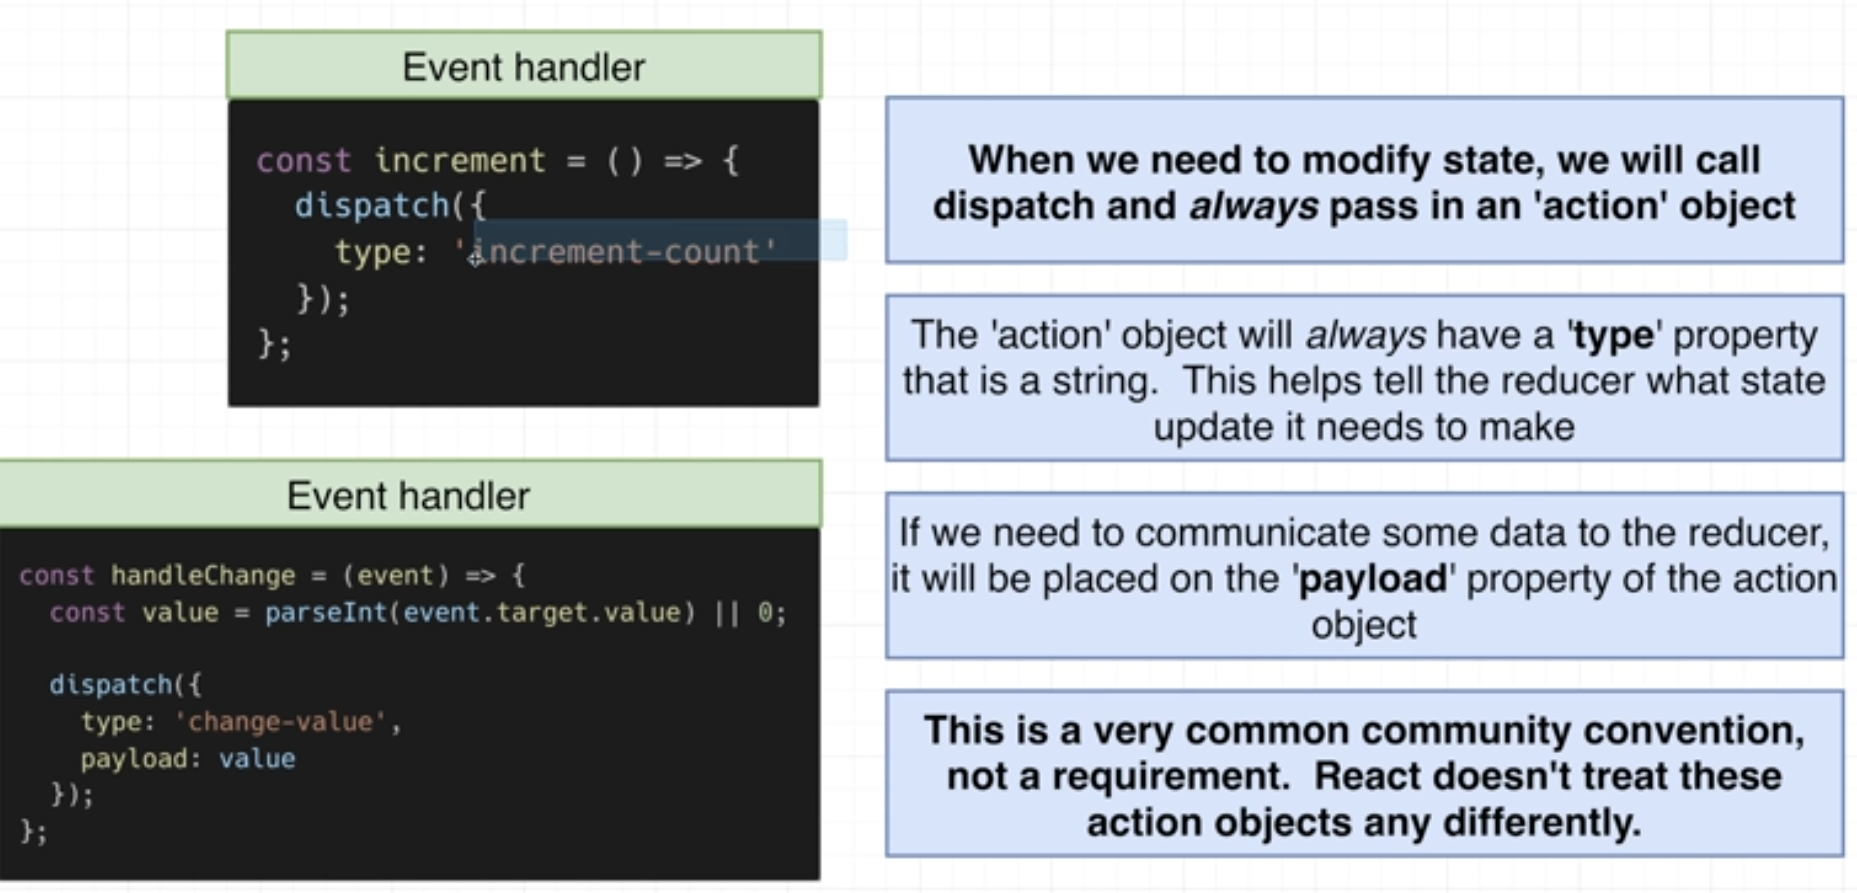 Event handler
const increment = () => {
dispatch({
type: 'increment-count'
});
};
When we need to modify state, we will call
dispatch and always pass in an 'action' object
The 'action' object will always have a 'type' property
that is a string.  This helps tell the reducer what state
update it needs to make
Event handler
const handleChange = (event) => {
const value = parseInt(event.target.value) || 0;
dispatch({
type: 'change-value',
payload: value
});
};
If we need to communicate some data to the reducer,
it will be placed on the 'payload' property of the action
object
This is a very common community convention,
not a requirement.  React doesn't treat these
action objects any differently.